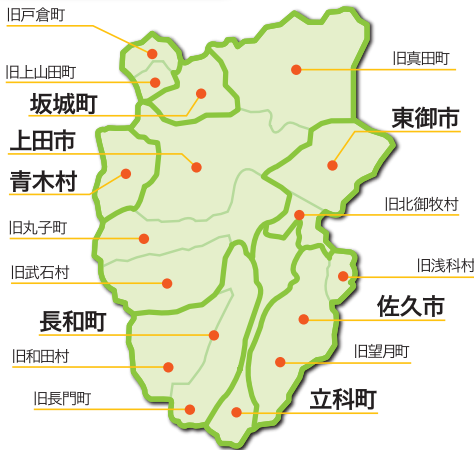 旧戸倉町
旧上山田町
坂城町
上田市
青木村
旧丸子町
旧武石村
長和町
旧和田村
旧長門町
旧真田町
東御市
旧北御牧村
旧浅科村
佐久市
旧望月町
立科町